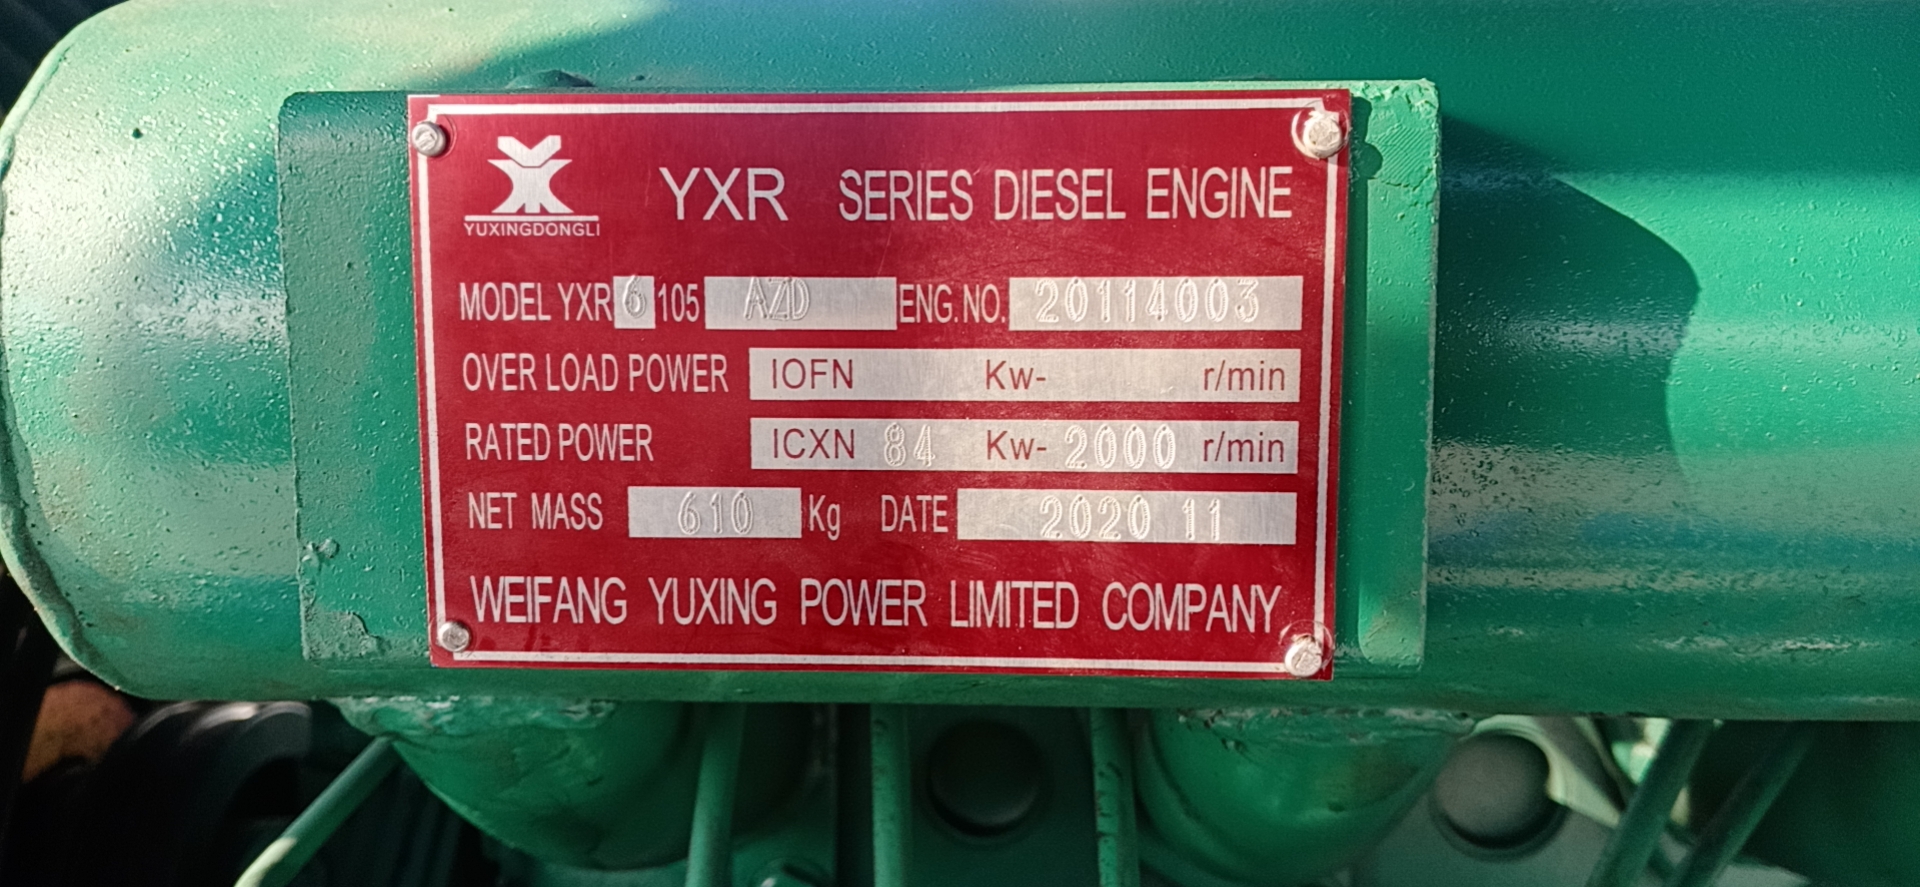 YUXINGDONGLI
YXR SERIES DIESEL ENGINE
MODEL YXR 6 105 AZD ENG.NO. 20114003
OVER LOAD POWER IOFN Kw- r/min
RATED POWER ICXN 84 Kw- 2000 r/min
NET MASS 610 Kg DATE 2020 11
WEIFANG YUXING POWER LIMITED COMPANY